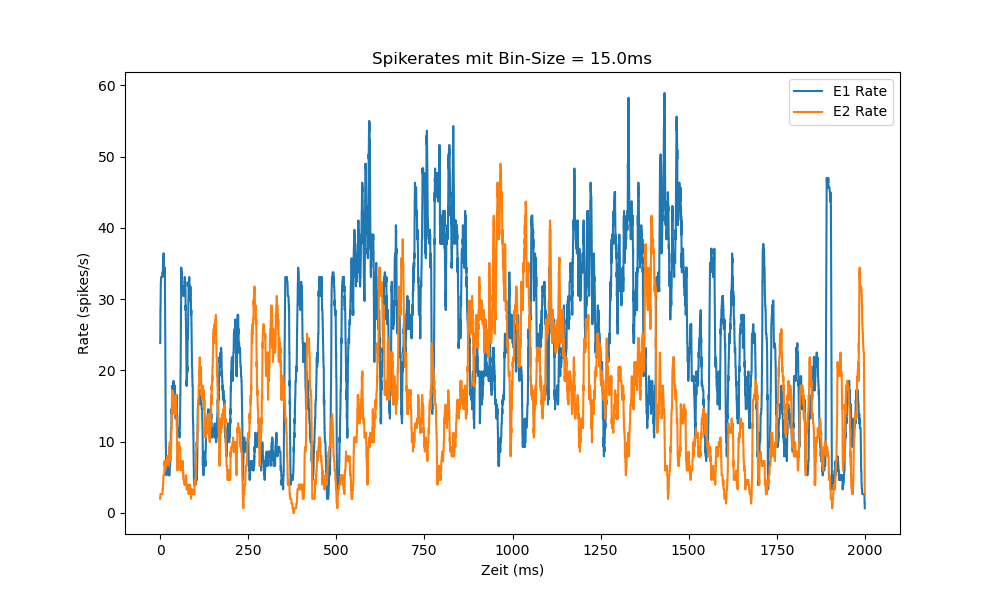 Spikerates mit Bin-Size = 15.0ms
E1 Rate
E2 Rate
Rate (spikes/s)
60
50
40
30
20
10
0
0 250 500 750 1000 1250 1500 1750 2000
Zeit (ms)